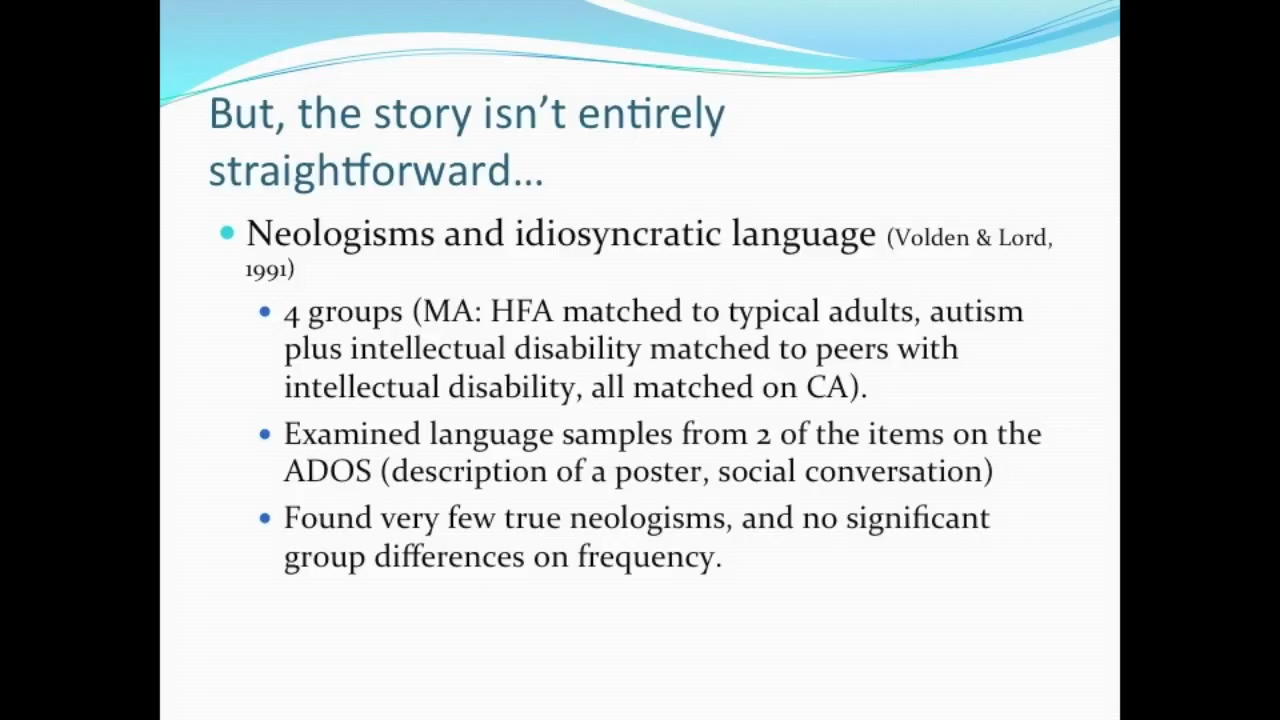 But, the story isn’t entirely
straightforward…
Neologisms and idiosyncratic language (Volden & Lord,
1991)
4 groups (MA: HFA matched to typical adults, autism
plus intellectual disability matched to peers with
intellectual disability, all matched on CA).
Examined language samples from 2 of the items on the
ADOS (description of a poster, social conversation)
Found very few true neologisms, and no significant
group differences on frequency.